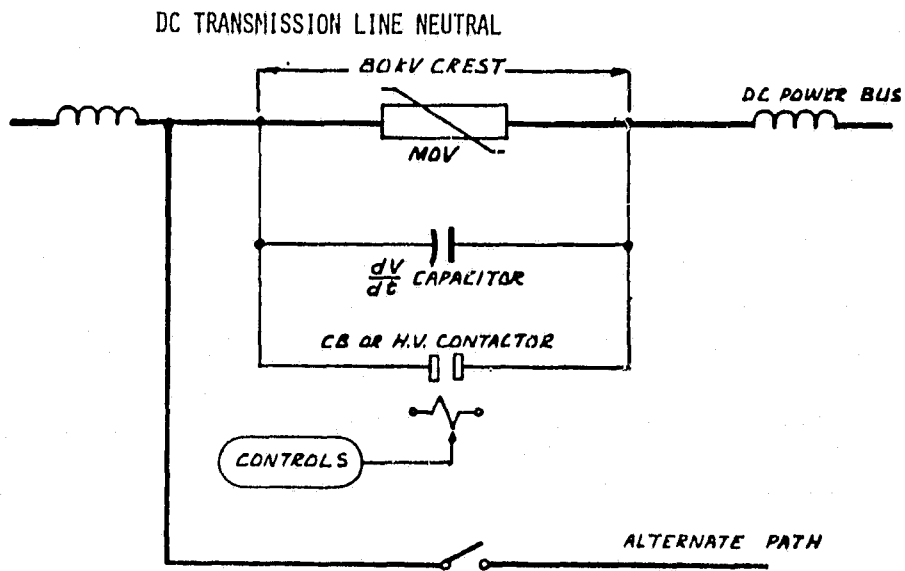 DC TRANSMISSION LINE NEUTRAL
80KV CREST
DC POWER BUS
MOV
dV
dt CAPACITOR
CB OR H.V. CONTACTOR
CONTROLS
ALTERNATE PATH